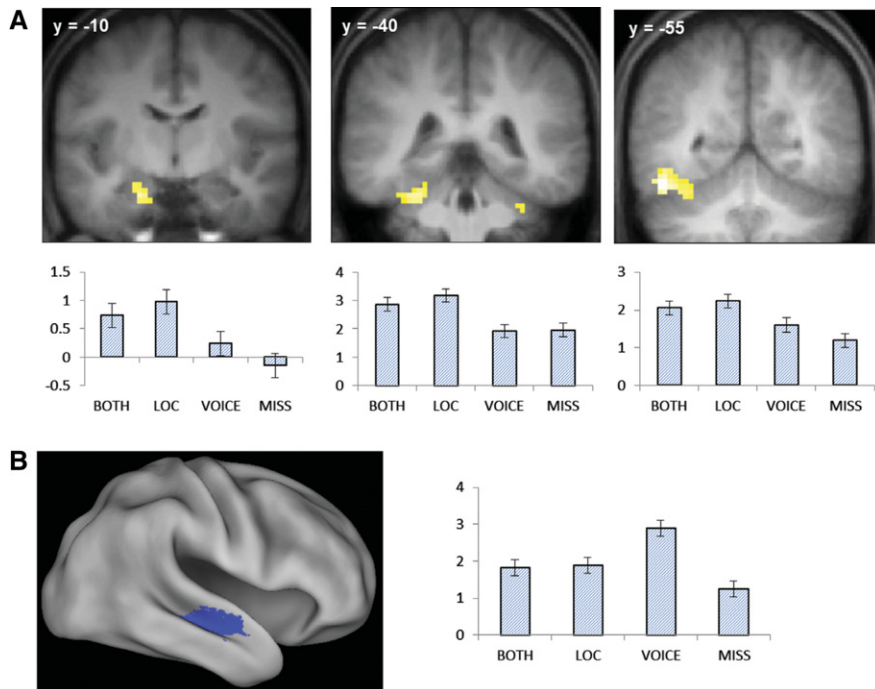 A
y = -10
y = -40
y = -55
1.5
1
0.5
0
-0.5
BOTH LOC VOICE MISS
4
3
2
1
0
BOTH LOC VOICE MISS
3
2
1
0
BOTH LOC VOICE MISS
B
4
3
2
1
0
BOTH LOC VOICE MISS